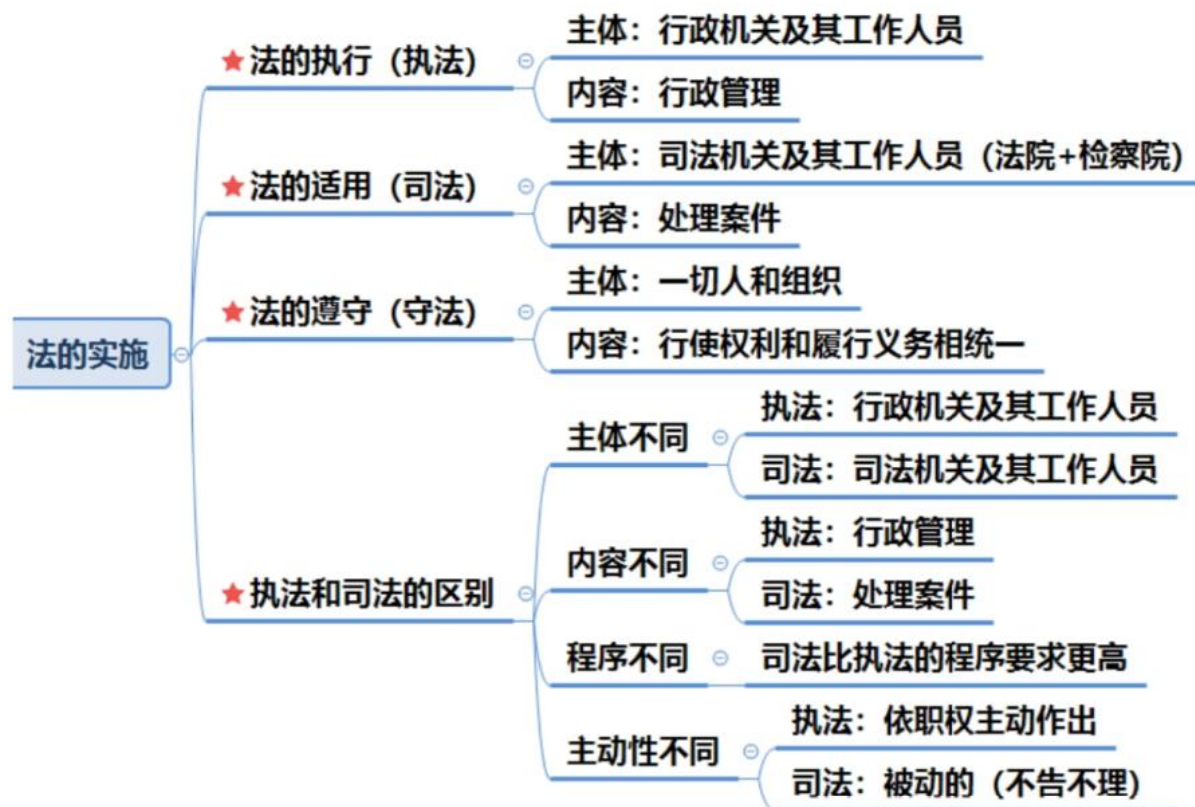 法的实施
法的执行（执法）
主体：行政机关及其工作人员
内容：行政管理
法的适用（司法）
主体：司法机关及其工作人员（法院+检察院）
内容：处理案件
法的遵守（守法）
主体：一切人和组织
内容：行使权利和履行义务相统一
执法和司法的区别
主体不同
执法：行政机关及其工作人员
司法：司法机关及其工作人员
内容不同
执法：行政管理
司法：处理案件
程序不同
司法比执法的程序要求更高
主动性不同
执法：依职权主动作出
司法：被动的（不告不理）